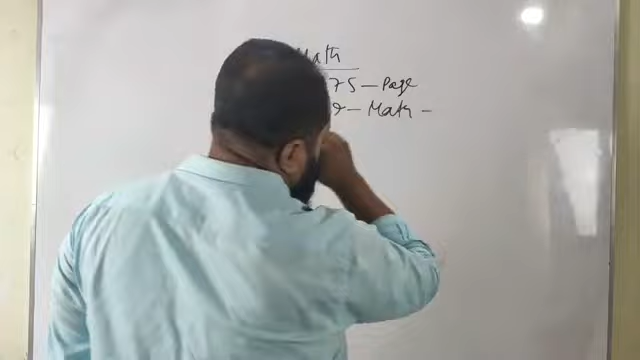 Math
75 — Page
— Math —